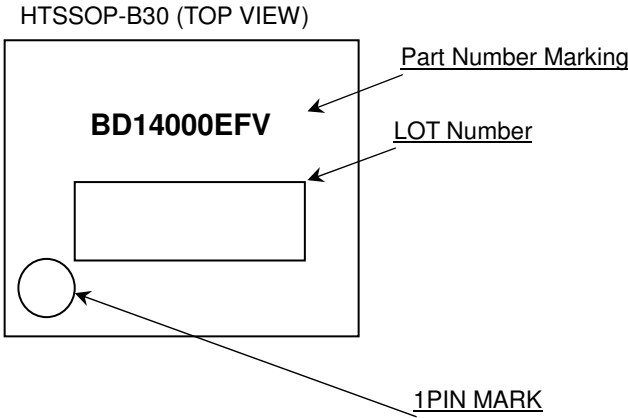 HTSSOP-B30 (TOP VIEW)
Part Number Marking
BD14000EFV
LOT Number
1PIN MARK